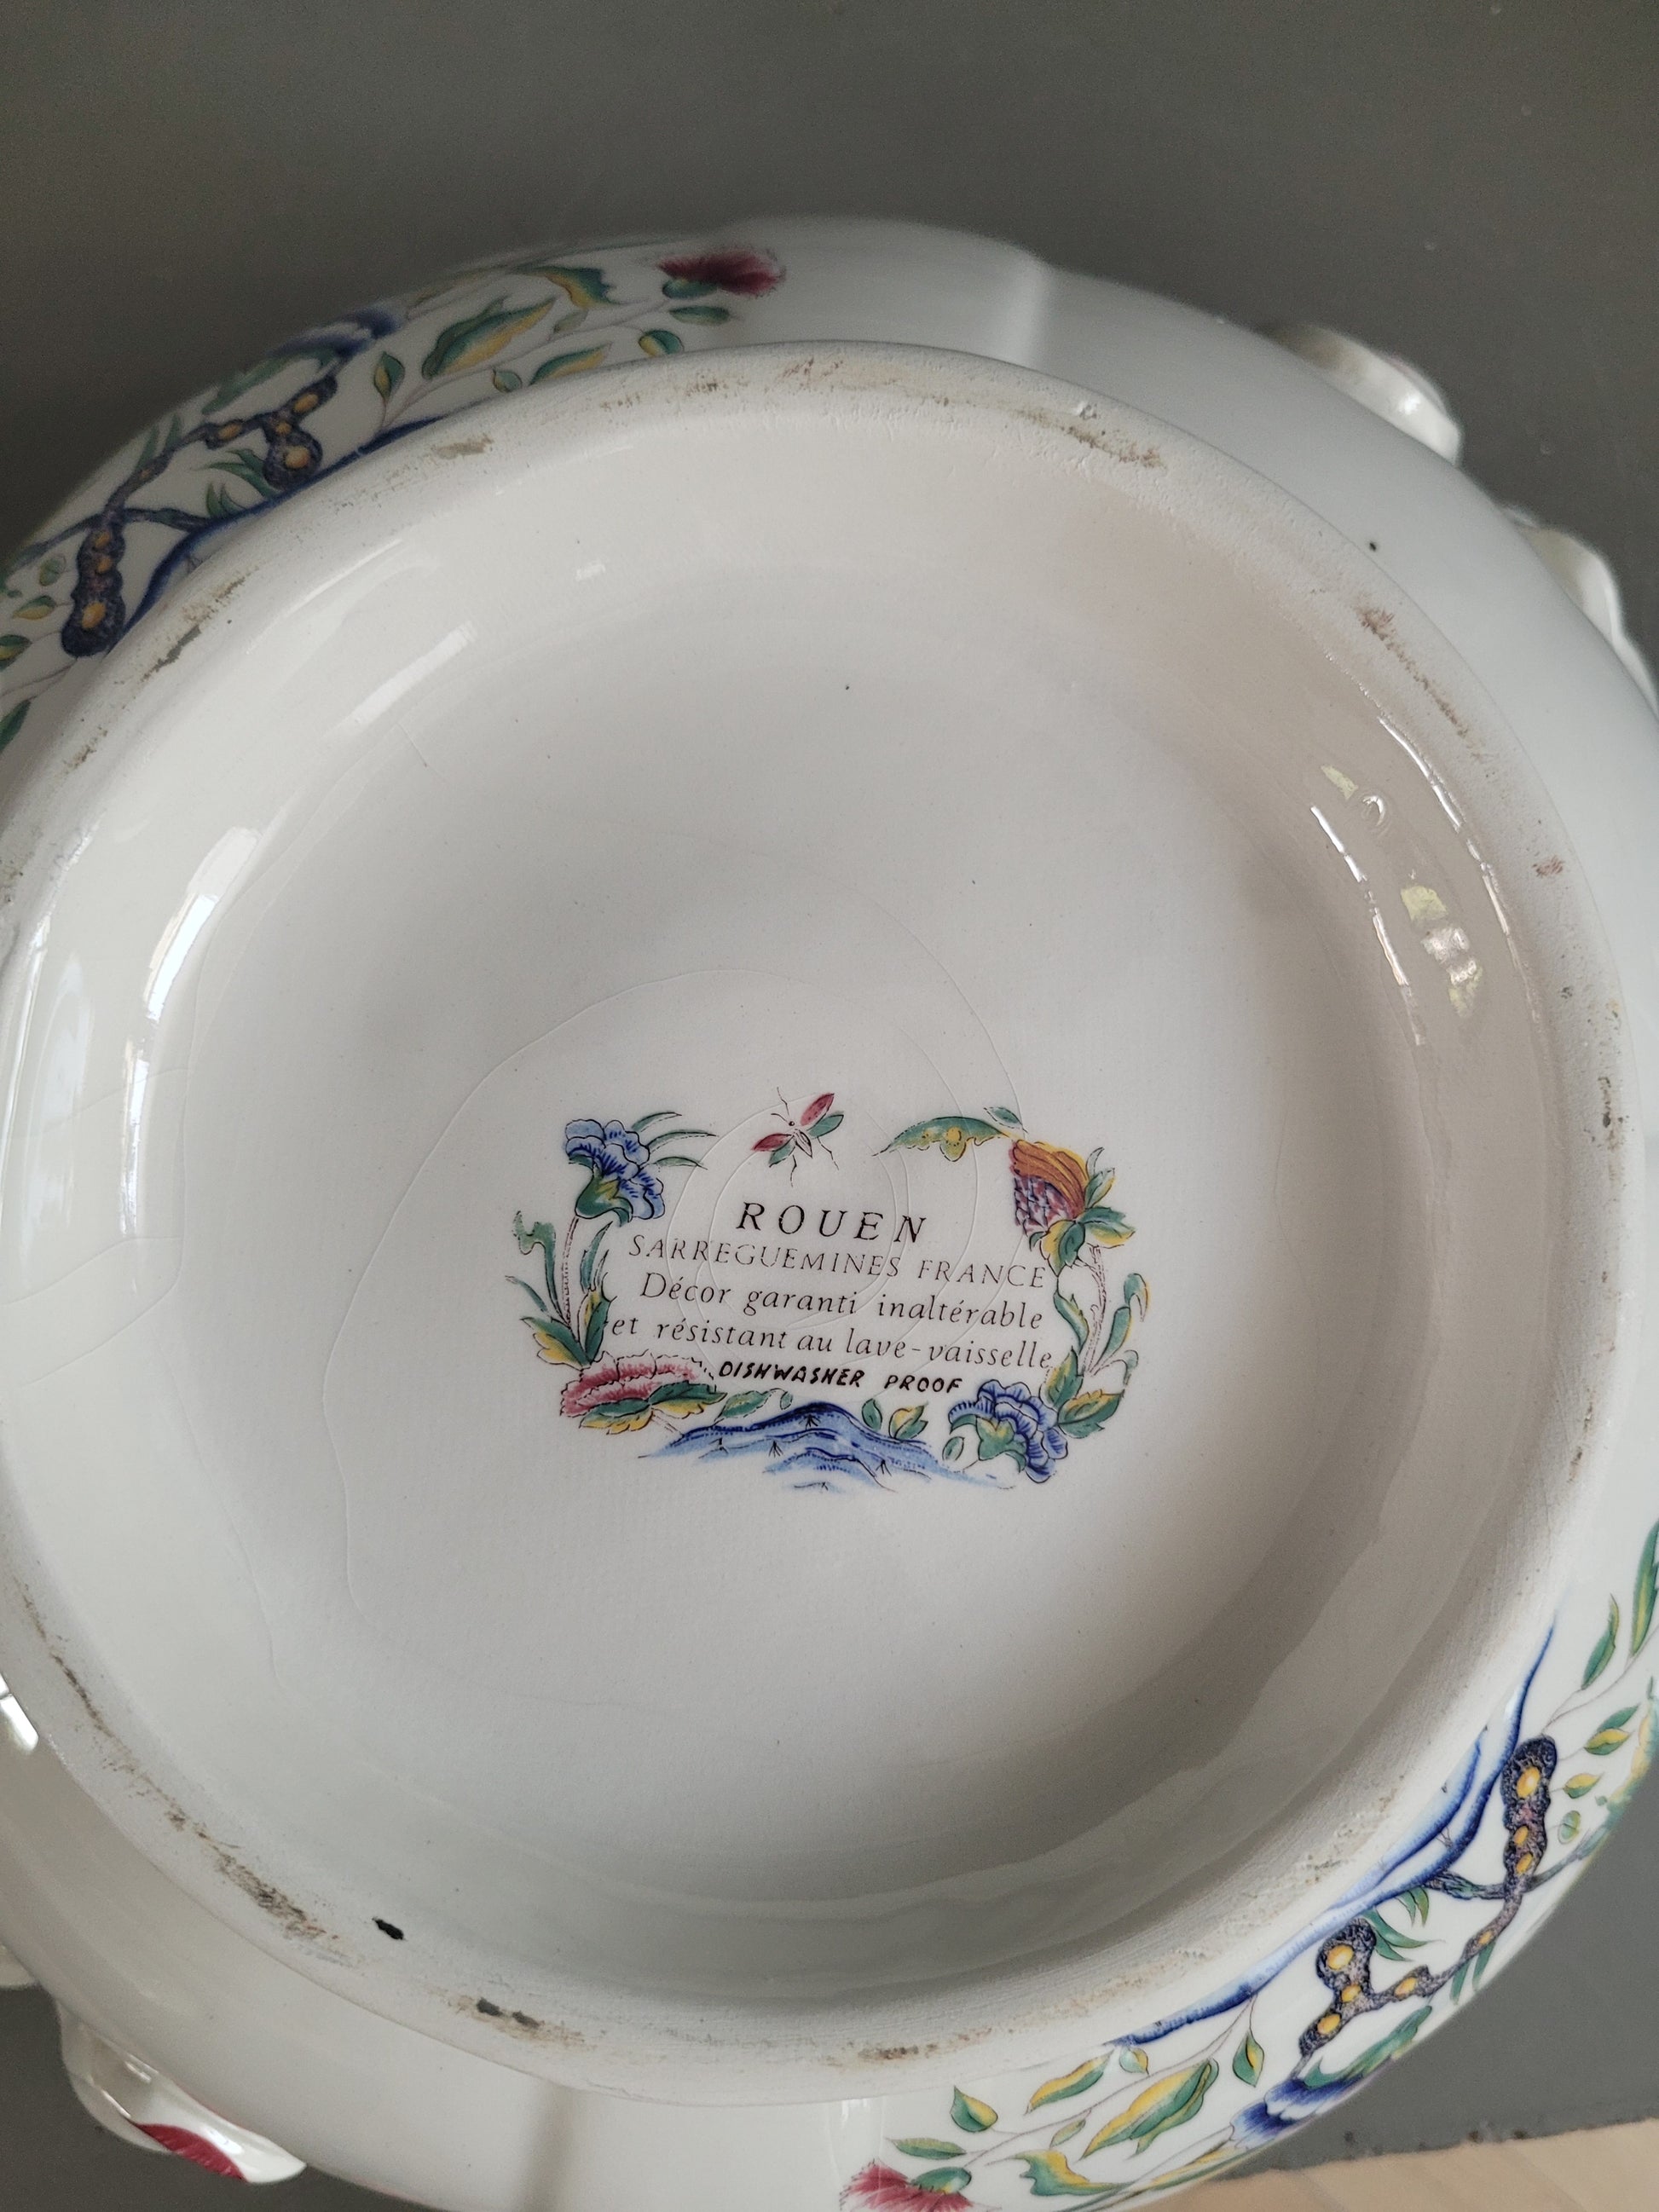 ROUEN
SARREGUEMINES FRANCE
Décor garanti inaltérable
et résistant au lave-vaisselle
DISHWASHER PROOF